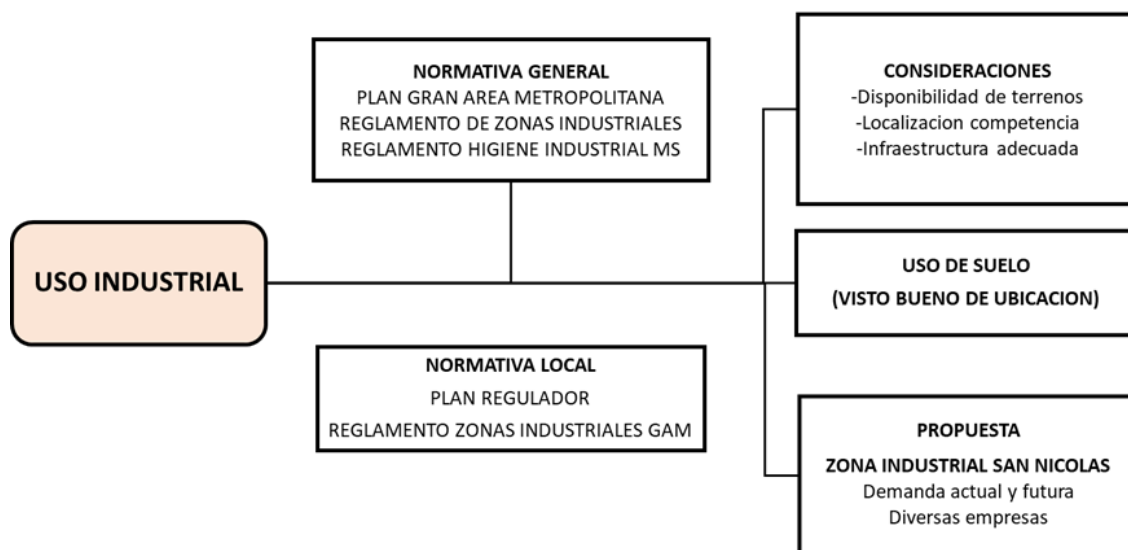 USO INDUSTRIAL
NORMATIVA GENERAL
PLAN GRAN AREA METROPOLITANA
REGLAMENTO DE ZONAS INDUSTRIALES
REGLAMENTO HIGIENE INDUSTRIAL MS
NORMATIVA LOCAL
PLAN REGULADOR
REGLAMENTO ZONAS INDUSTRIALES GAM
CONSIDERACIONES
-Disponibilidad de terrenos
-Localizacion competencia
-Infraestructura adecuada
USO DE SUELO
(VISTO BUENO DE UBICACION)
PROPUESTA
ZONA INDUSTRIAL SAN NICOLAS
Demanda actual y futura
Diversas empresas